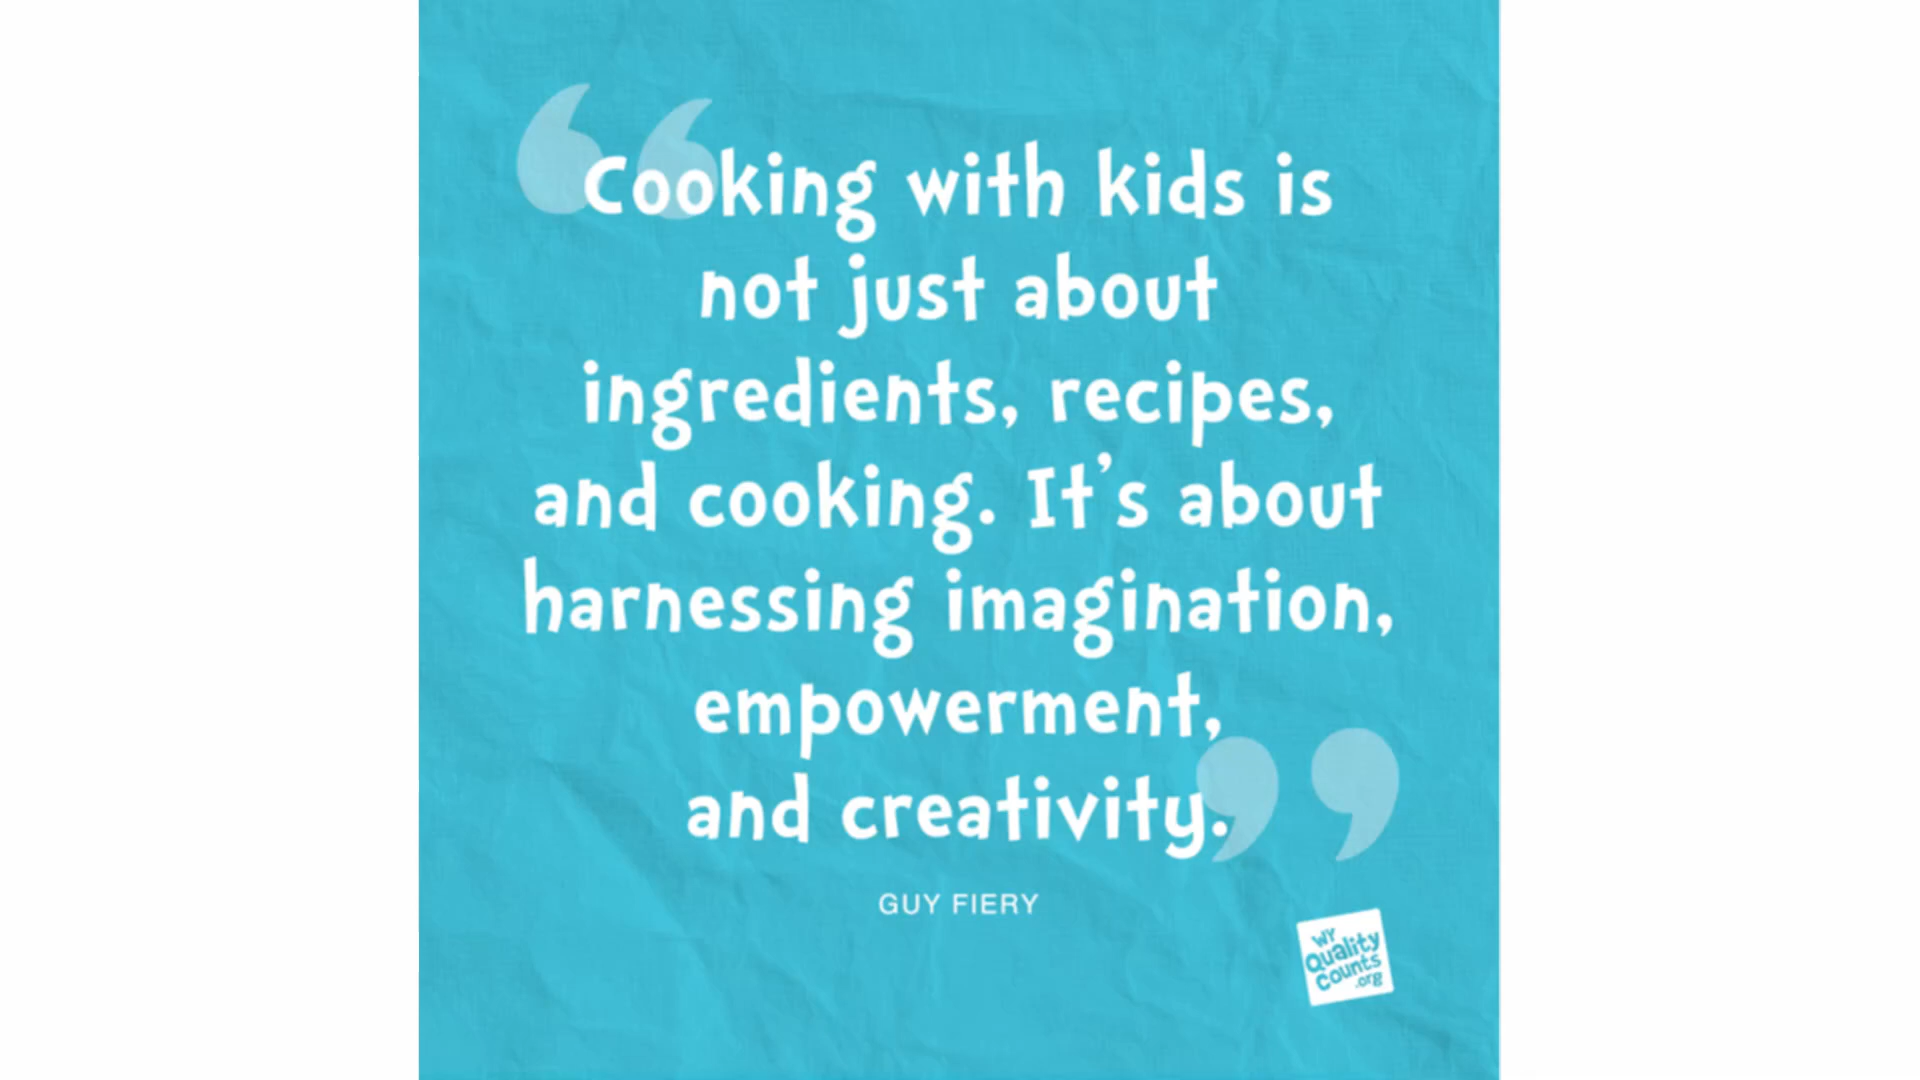 Cooking with kids is
not just about
ingredients, recipes,
and cooking. It's about
harnessing imagination,
empowerment,
and creativity.
GUY FIERY
WY
Quality
Counts
.org